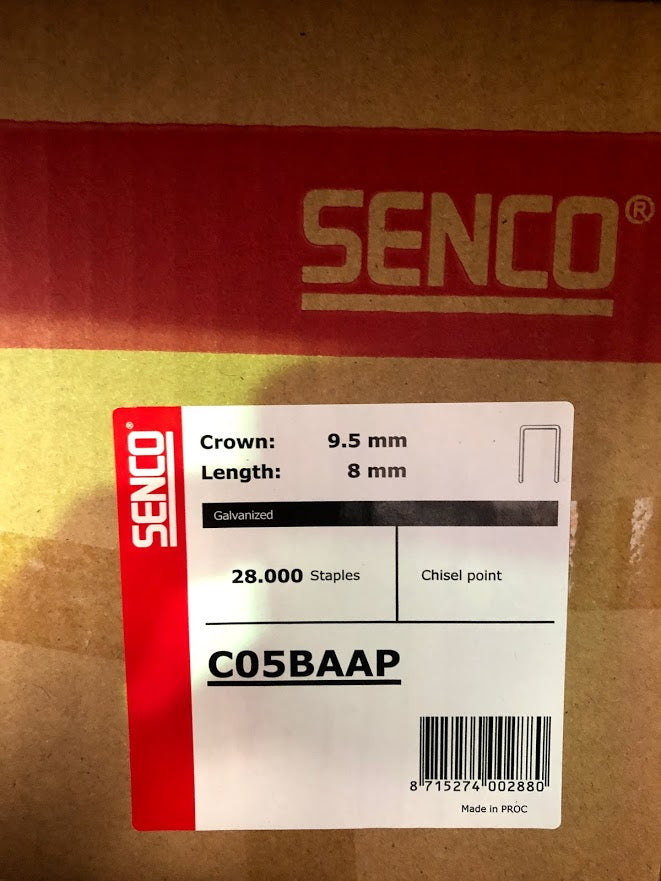 SENCO®
SENCO®
Crown: 9.5 mm
Length: 8 mm
Galvanized
28.000 Staples
Chisel point
C05BAAP
8 715274 002880
Made in PROC